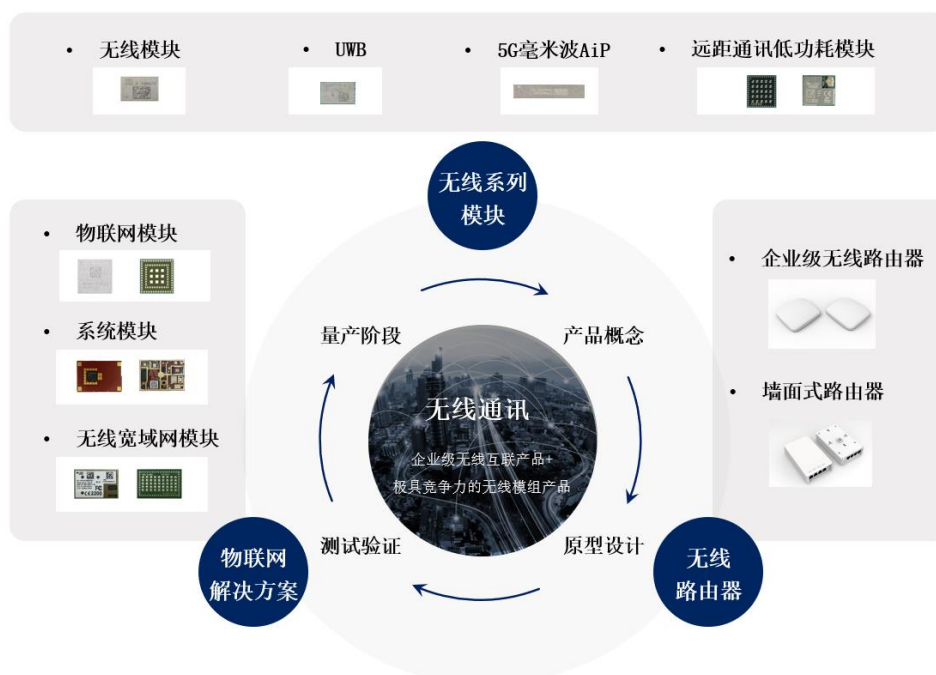 • 无线模块
• UWB
• 5G毫米波AiP
• 远距通讯低功耗模块
无线系列
模块
• 物联网模块
• 系统模块
• 无线宽域网模块
• 企业级无线路由器
• 墙面式路由器
量产阶段
产品概念
无线通讯
企业级无线互联产品+
极具竞争力的无线模组产品
测试验证
原型设计
物联网
解决方案
无线
路由器